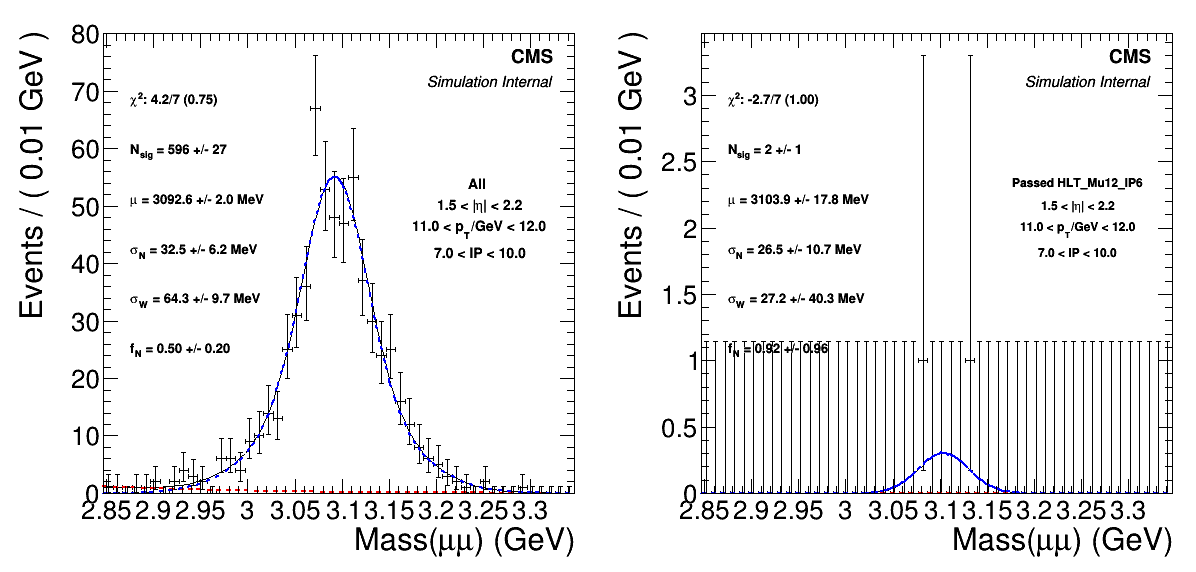 CMS
Simulation Internal
χ²: 4.2/7 (0.75)
N_sig = 596 +/- 27
μ = 3092.6 +/- 2.0 MeV
σ_N = 32.5 +/- 6.2 MeV
σ_W = 64.3 +/- 9.7 MeV
f_N = 0.50 +/- 0.20
All
1.5 < |η| < 2.2
11.0 < p_T/GeV < 12.0
7.0 < IP < 10.0
Events / ( 0.01 GeV )
80
70
60
50
40
30
20
10
0
2.85 2.9 2.95 3 3.05 3.1 3.15 3.2 3.25 3.3
Mass(μμ) (GeV)
CMS
Simulation Internal
χ²: -2.7/7 (1.00)
N_sig = 2 +/- 1
μ = 3103.9 +/- 17.8 MeV
σ_N = 26.5 +/- 10.7 MeV
σ_W = 27.2 +/- 40.3 MeV
f_N = 0.92 +/- 0.96
Passed HLT_Mu12_IP6
1.5 < |η| < 2.2
11.0 < p_T/GeV < 12.0
7.0 < IP < 10.0
Events / ( 0.01 GeV )
3
2.5
2
1.5
1
0.5
0
2.85 2.9 2.95 3 3.05 3.1 3.15 3.2 3.25 3.3
Mass(μμ) (GeV)